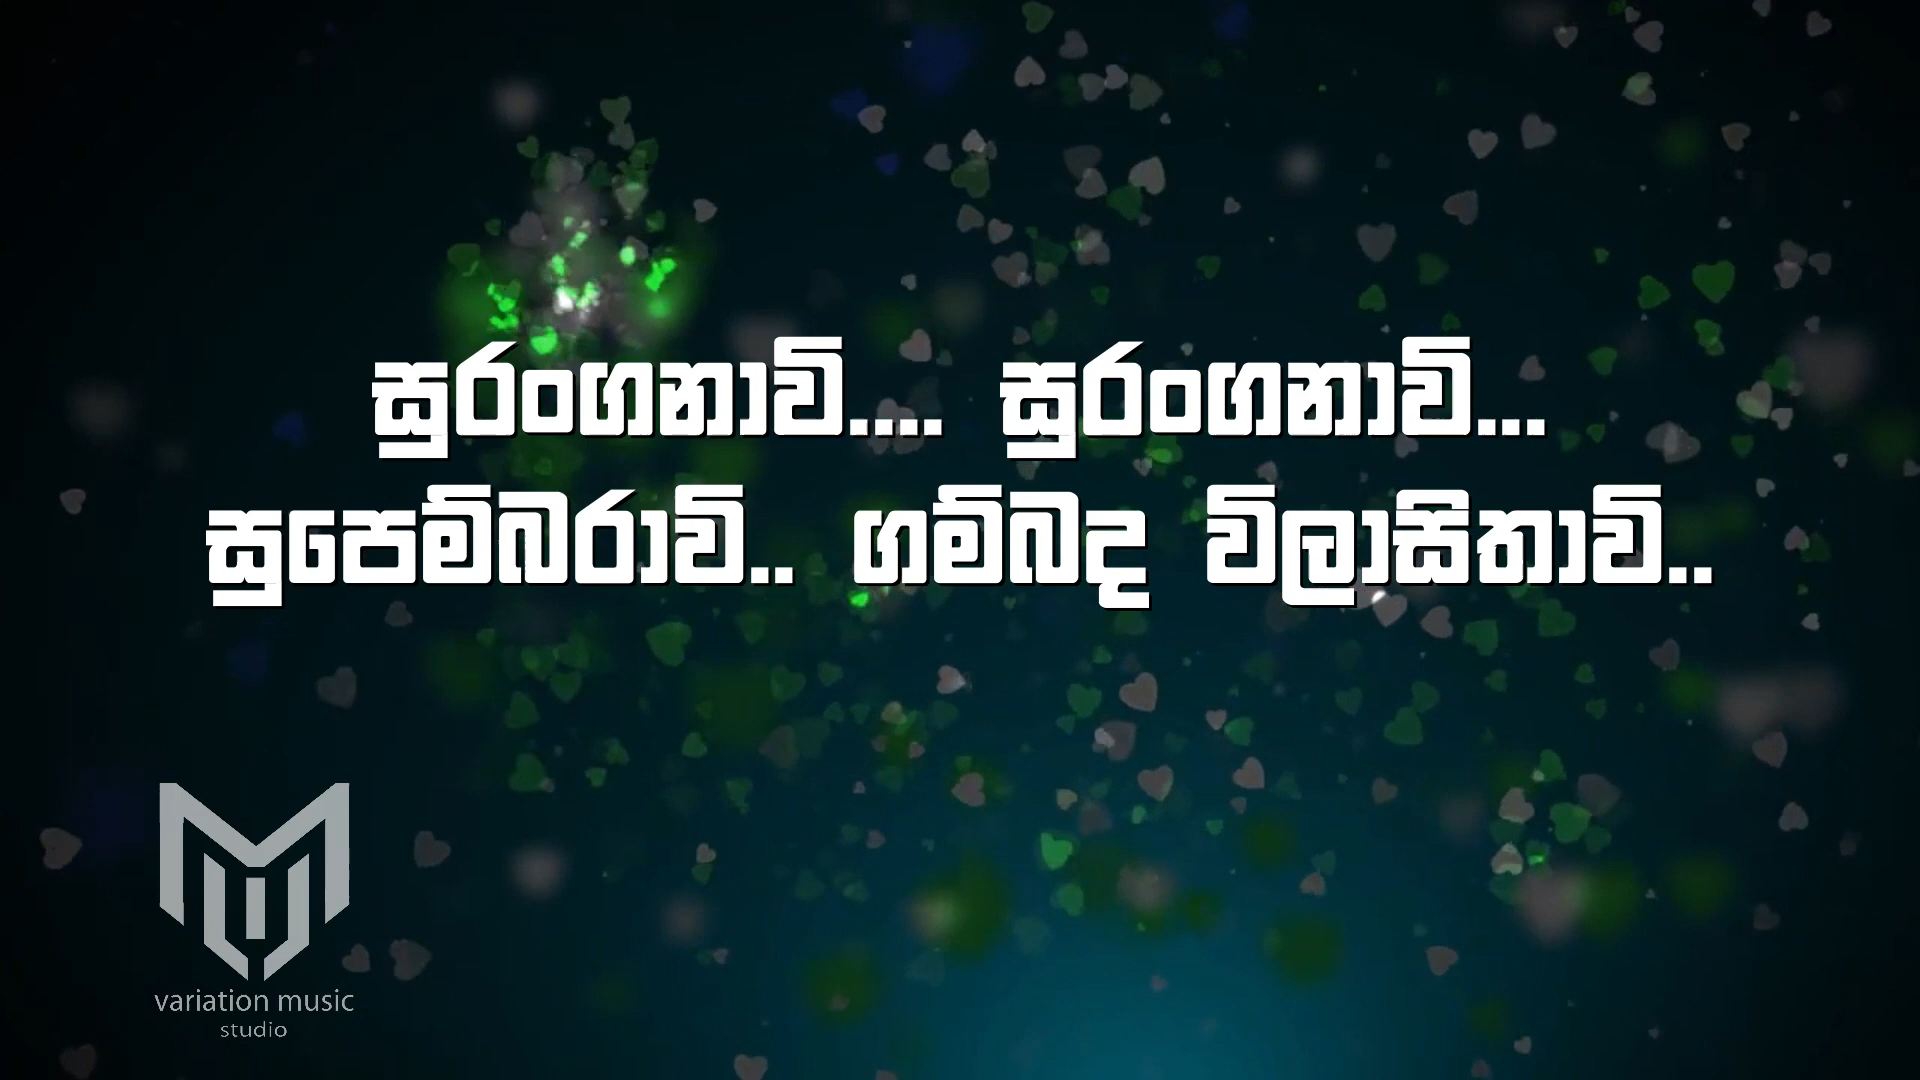 සුරංගනාවි.... සුරංගනාවි...
සුපෙම්බරාවි.. ගම්බද විලාසිතාවි..
variation music
studio